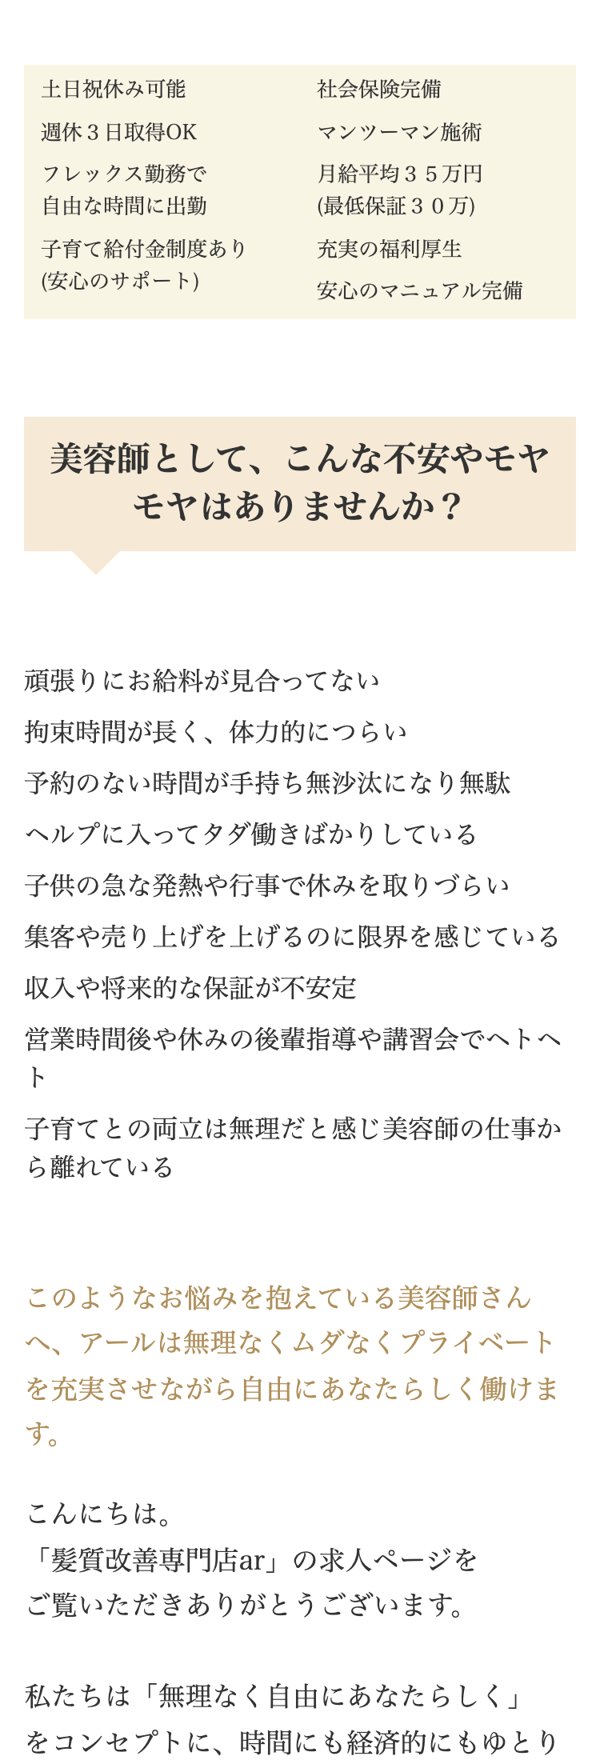 土日祝休み可能
週休３日取得OK
フレックス勤務で
自由な時間に出勤
子育て給付金制度あり
(安心のサポート)
社会保険完備
マンツーマン施術
月給平均３５万円
(最低保証３０万)
充実の福利厚生
安心のマニュアル完備
美容師として、こんな不安やモヤ
モヤはありませんか？
頑張りにお給料が見合ってない
拘束時間が長く、体力的につらい
予約のない時間が手持ち無沙汰になり無駄
ヘルプに入ってタダ働きばかりしている
子供の急な発熱や行事で休みを取りづらい
集客や売り上げを上げるのに限界を感じている
収入や将来的な保証が不安定
営業時間後や休みの後輩指導や講習会でヘトヘ
ト
子育てとの両立は無理だと感じ美容師の仕事か
ら離れている
このようなお悩みを抱えている美容師さん
へ、アールは無理なくムダなくプライベート
を充実させながら自由にあなたらしく働けま
す。
こんにちは。
「髪質改善専門店ar」の求人ページを
ご覧いただきありがとうございます。
私たちは「無理なく自由にあなたらしく」
をコンセプトに、時間にも経済的にもゆとり